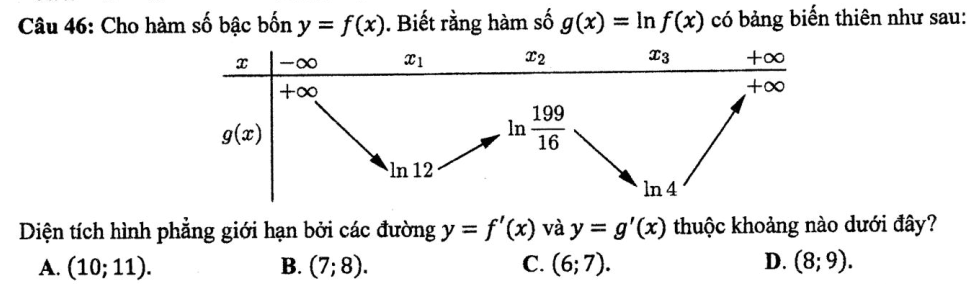 Câu 46: Cho hàm số bậc bốn y = f(x). Biết rằng hàm số g(x) = ln f(x) có bảng biến thiên như sau:
x −∞ x₁ x₂ x₃ +∞
+∞ +∞
g(x) ln 199/16
ln 12
ln 4
Diện tích hình phẳng giới hạn bởi các đường y = f′(x) và y = g′(x) thuộc khoảng nào dưới đây?
A. (10; 11). B. (7; 8). C. (6; 7). D. (8; 9).